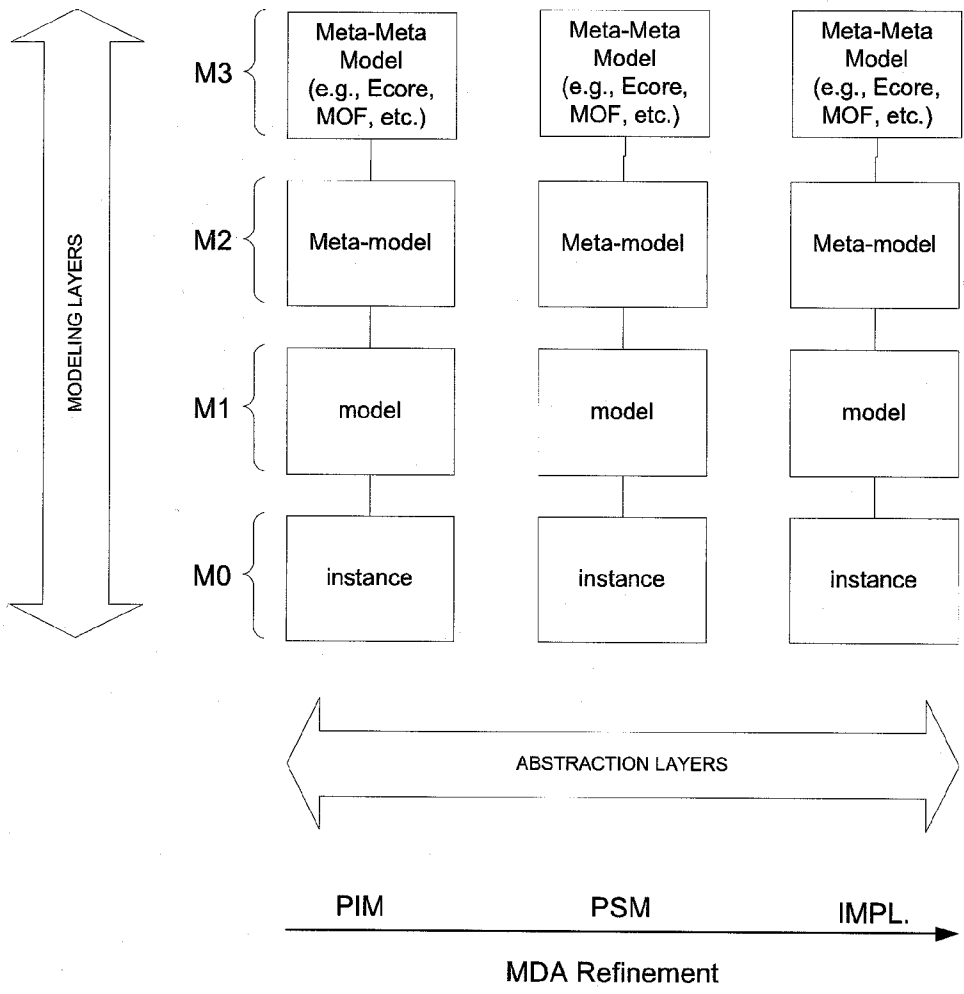 Meta-Meta
Model
(e.g., Ecore,
MOF, etc.)
Meta-Meta
Model
(e.g., Ecore,
MOF, etc.)
Meta-Meta
Model
(e.g., Ecore,
MOF, etc.)
M3
M2
Meta-model
Meta-model
Meta-model
MODELING LAYERS
M1
model
model
model
M0
instance
instance
instance
ABSTRACTION LAYERS
PIM
PSM
IMPL.
MDA Refinement